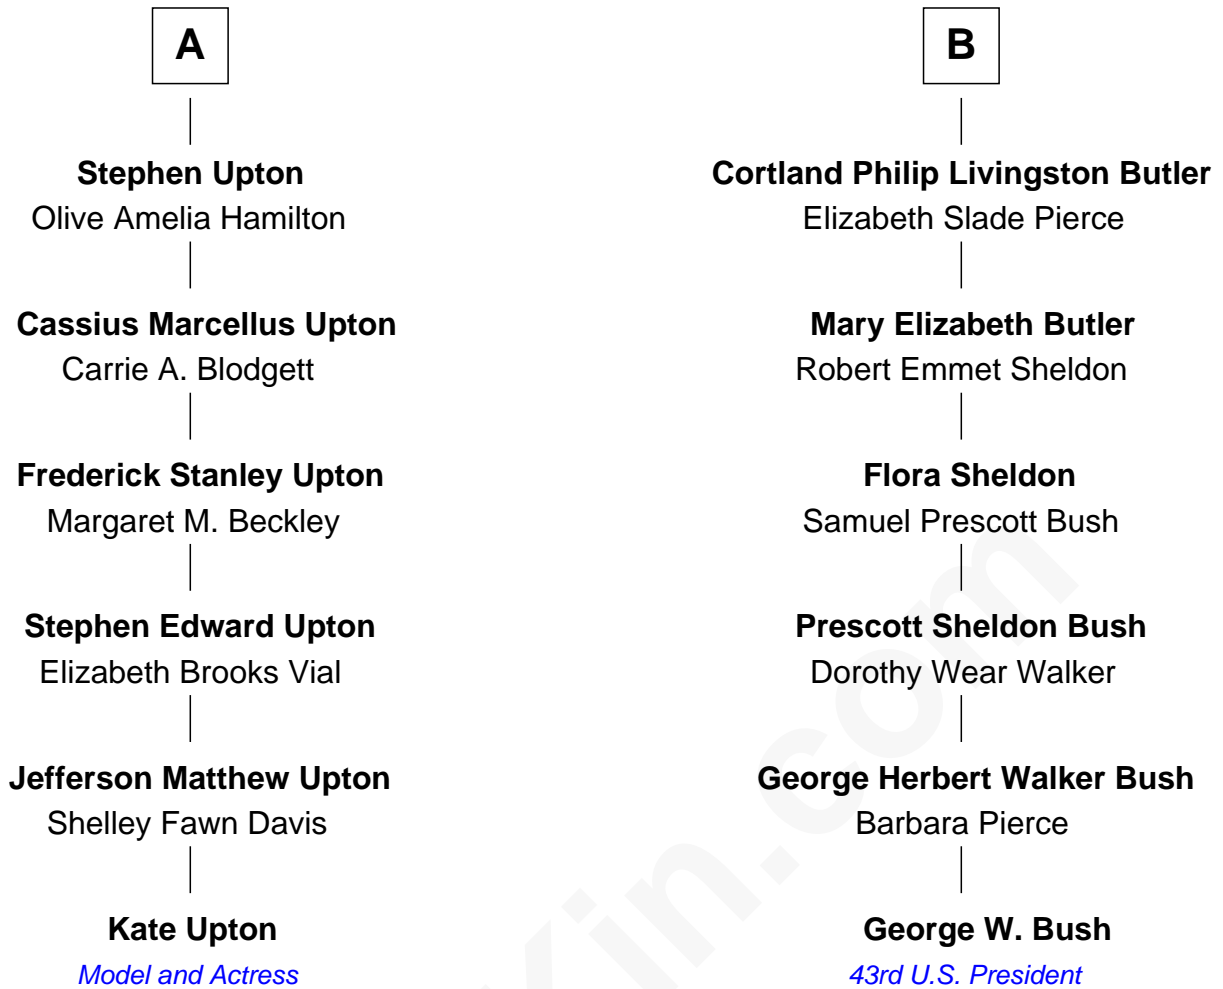 A
Stephen Upton
Olive Amelia Hamilton
Cassius Marcellus Upton
Carrie A. Blodgett
Frederick Stanley Upton
Margaret M. Beckley
Stephen Edward Upton
Elizabeth Brooks Vial
Jefferson Matthew Upton
Shelley Fawn Davis
Kate Upton
Model and Actress
B
Cortland Philip Livingston Butler
Elizabeth Slade Pierce
Mary Elizabeth Butler
Robert Emmet Sheldon
Flora Sheldon
Samuel Prescott Bush
Prescott Sheldon Bush
Dorothy Wear Walker
George Herbert Walker Bush
Barbara Pierce
George W. Bush
43rd U.S. President
Kin.com